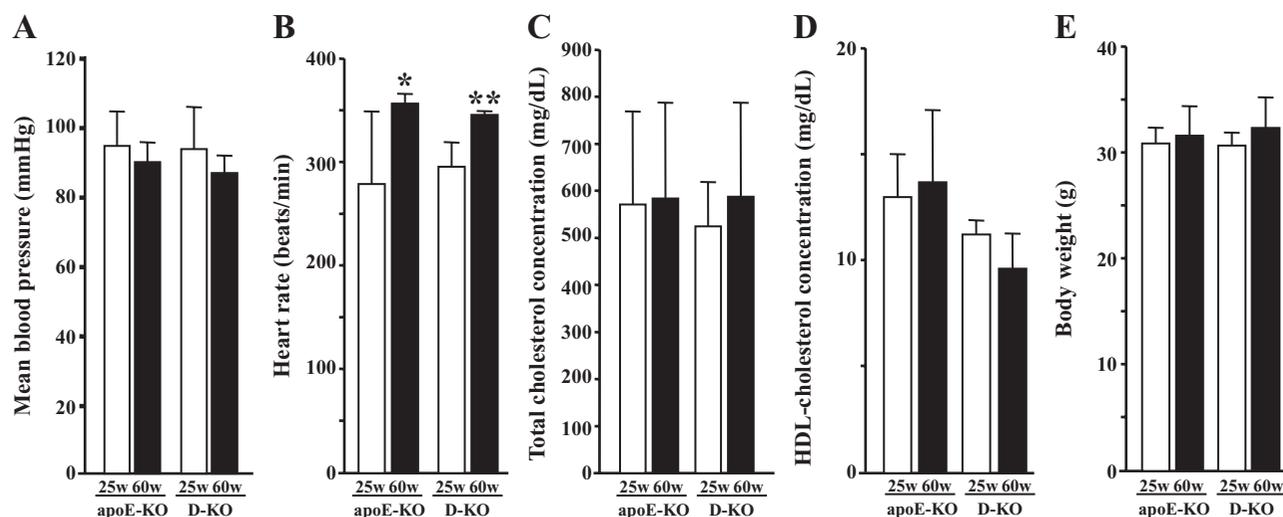 A
Mean blood pressure (mmHg)
120
100
80
60
40
20
0
25w 60w 25w 60w
apoE-KO D-KO
B
Heart rate (beats/min)
400
300
200
100
0
*
**
25w 60w 25w 60w
apoE-KO D-KO
C
Total cholesterol concentration (mg/dL)
900
800
700
600
500
400
600
200
100
0
25w 60w 25w 60w
apoE-KO D-KO
D
HDL-cholesterol concentration (mg/dL)
20
10
0
25w 60w 25w 60w
apoE-KO D-KO
E
Body weight (g)
40
30
20
10
0
25w 60w 25w 60w
apoE-KO D-KO